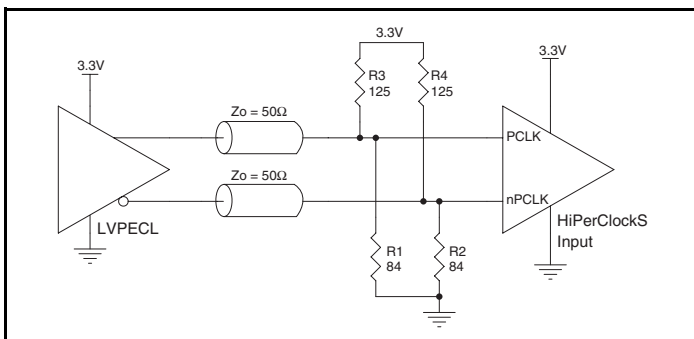 3.3V
3.3V
3.3V
R3
125
R4
125
Zo = 50Ω
PCLK
Zo = 50Ω
nPCLK
LVPECL
HiPerClockS
Input
R1
84
R2
84